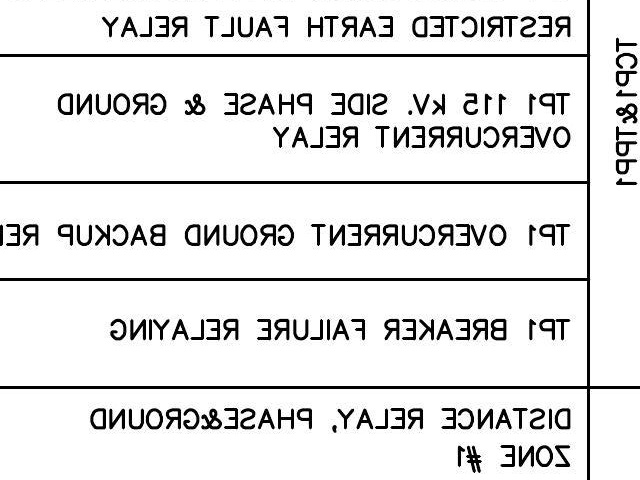 RESTRICTED EARTH FAULT RELAY
TP1 115 kV. SIDE PHASE & GROUND
OVERCURRENT RELAY
TP1 OVERCURRENT GROUND BACKUP
TP1 BREAKER FAILURE RELAYING
DISTANCE RELAY, PHASE&GROUND
ZONE #1
TCP1&TPP1